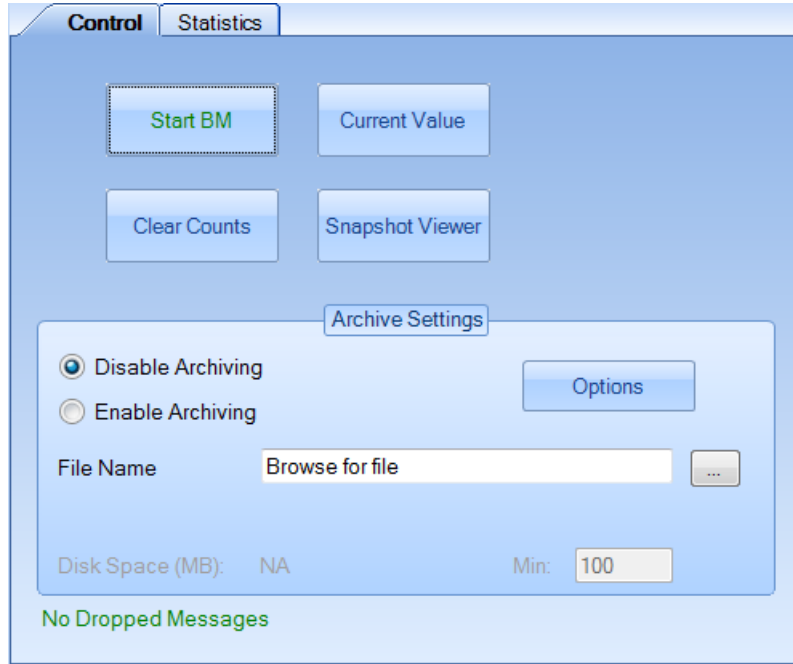 Control Statistics
Start BM Current Value
Clear Counts Snapshot Viewer
Archive Settings
Disable Archiving
Options
Enable Archiving
File Name Browse for file ...
Disk Space (MB): NA Min: 100
No Dropped Messages